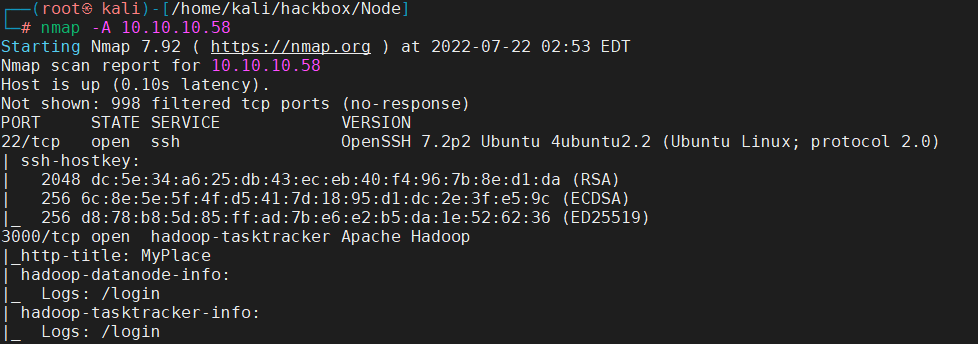 ┌──(root㉿ kali)-[/home/kali/hackbox/Node]
└─# nmap -A 10.10.10.58
Starting Nmap 7.92 ( https://nmap.org ) at 2022-07-22 02:53 EDT
Nmap scan report for 10.10.10.58
Host is up (0.10s latency).
Not shown: 998 filtered tcp ports (no-response)
PORT     STATE SERVICE            VERSION
22/tcp   open  ssh                OpenSSH 7.2p2 Ubuntu 4ubuntu2.2 (Ubuntu Linux; protocol 2.0)
| ssh-hostkey:
|   2048 dc:5e:34:a6:25:db:43:ec:eb:40:f4:96:7b:8e:d1:da (RSA)
|   256 6c:8e:5e:5f:4f:d5:41:7d:18:95:d1:dc:2e:3f:e5:9c (ECDSA)
|_  256 d8:78:b8:5d:85:ff:ad:7b:e6:e2:b5:da:1e:52:62:36 (ED25519)
3000/tcp open  hadoop-tasktracker Apache Hadoop
|_http-title: MyPlace
| hadoop-datanode-info:
|_  Logs: /login
| hadoop-tasktracker-info:
|_  Logs: /login